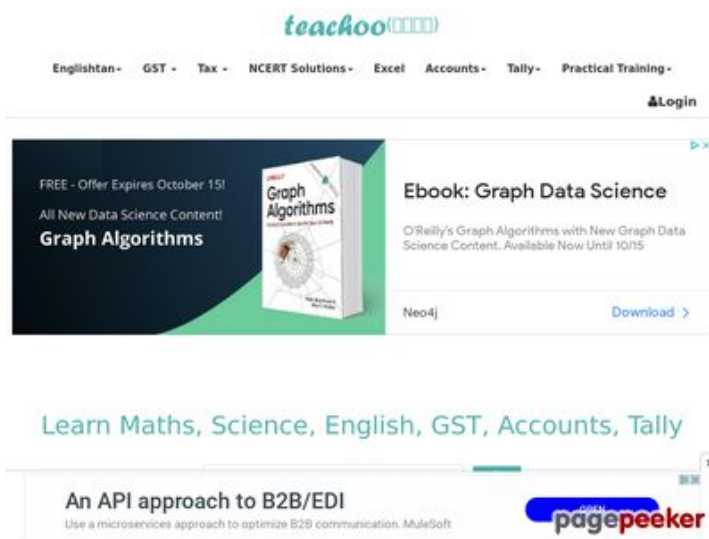 teachoo(▯▯▯▯)
Englishtan GST Tax NCERT Solutions Excel Accounts Tally Practical Training
Login
FREE - Offer Expires October 15!
All New Data Science Content!
Graph Algorithms
O'REILLY
Graph
Algorithms
Ebook: Graph Data Science
O'Reilly's Graph Algorithms with New Graph Data
Science Content. Available Now Until 10/15
Neo4j
Download
Learn Maths, Science, English, GST, Accounts, Tally
An API approach to B2B/EDI
Use a microservices approach to optimize B2B communication. MuleSoft
OPEN
pagepeeker